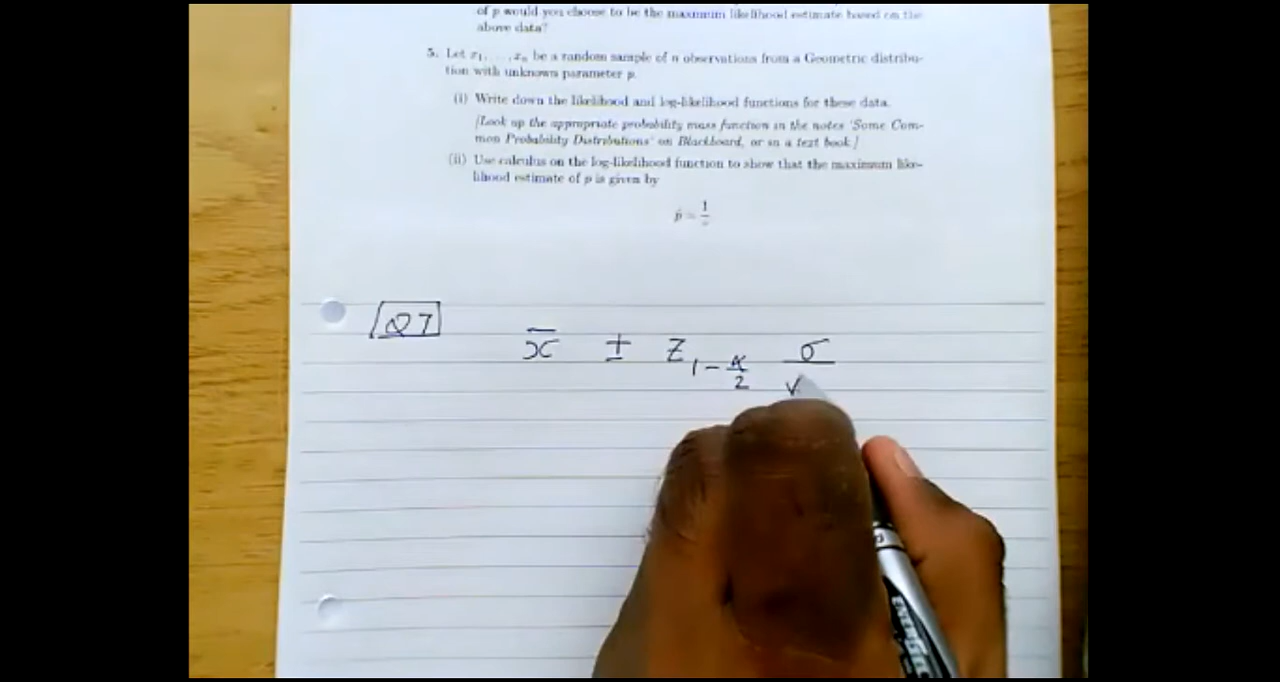 of p would you choose to be the maximum likelihood estimate based on the
above data?
5. Let x₁, . . . , xₙ be a random sample of n observations from a Geometric distribu-
tion with unknown parameter p.
(i) Write down the likelihood and log-likelihood functions for these data.
[Look up the appropriate probability mass function in the notes 'Some Com-
mon Probability Distributions' on Blackboard, or in a text book.]
(ii) Use calculus on the log-likelihood function to show that the maximum like-
lihood estimate of p is given by
p̂ = 1/
Q7 x̄ ± z₁₋α/2 σ/√